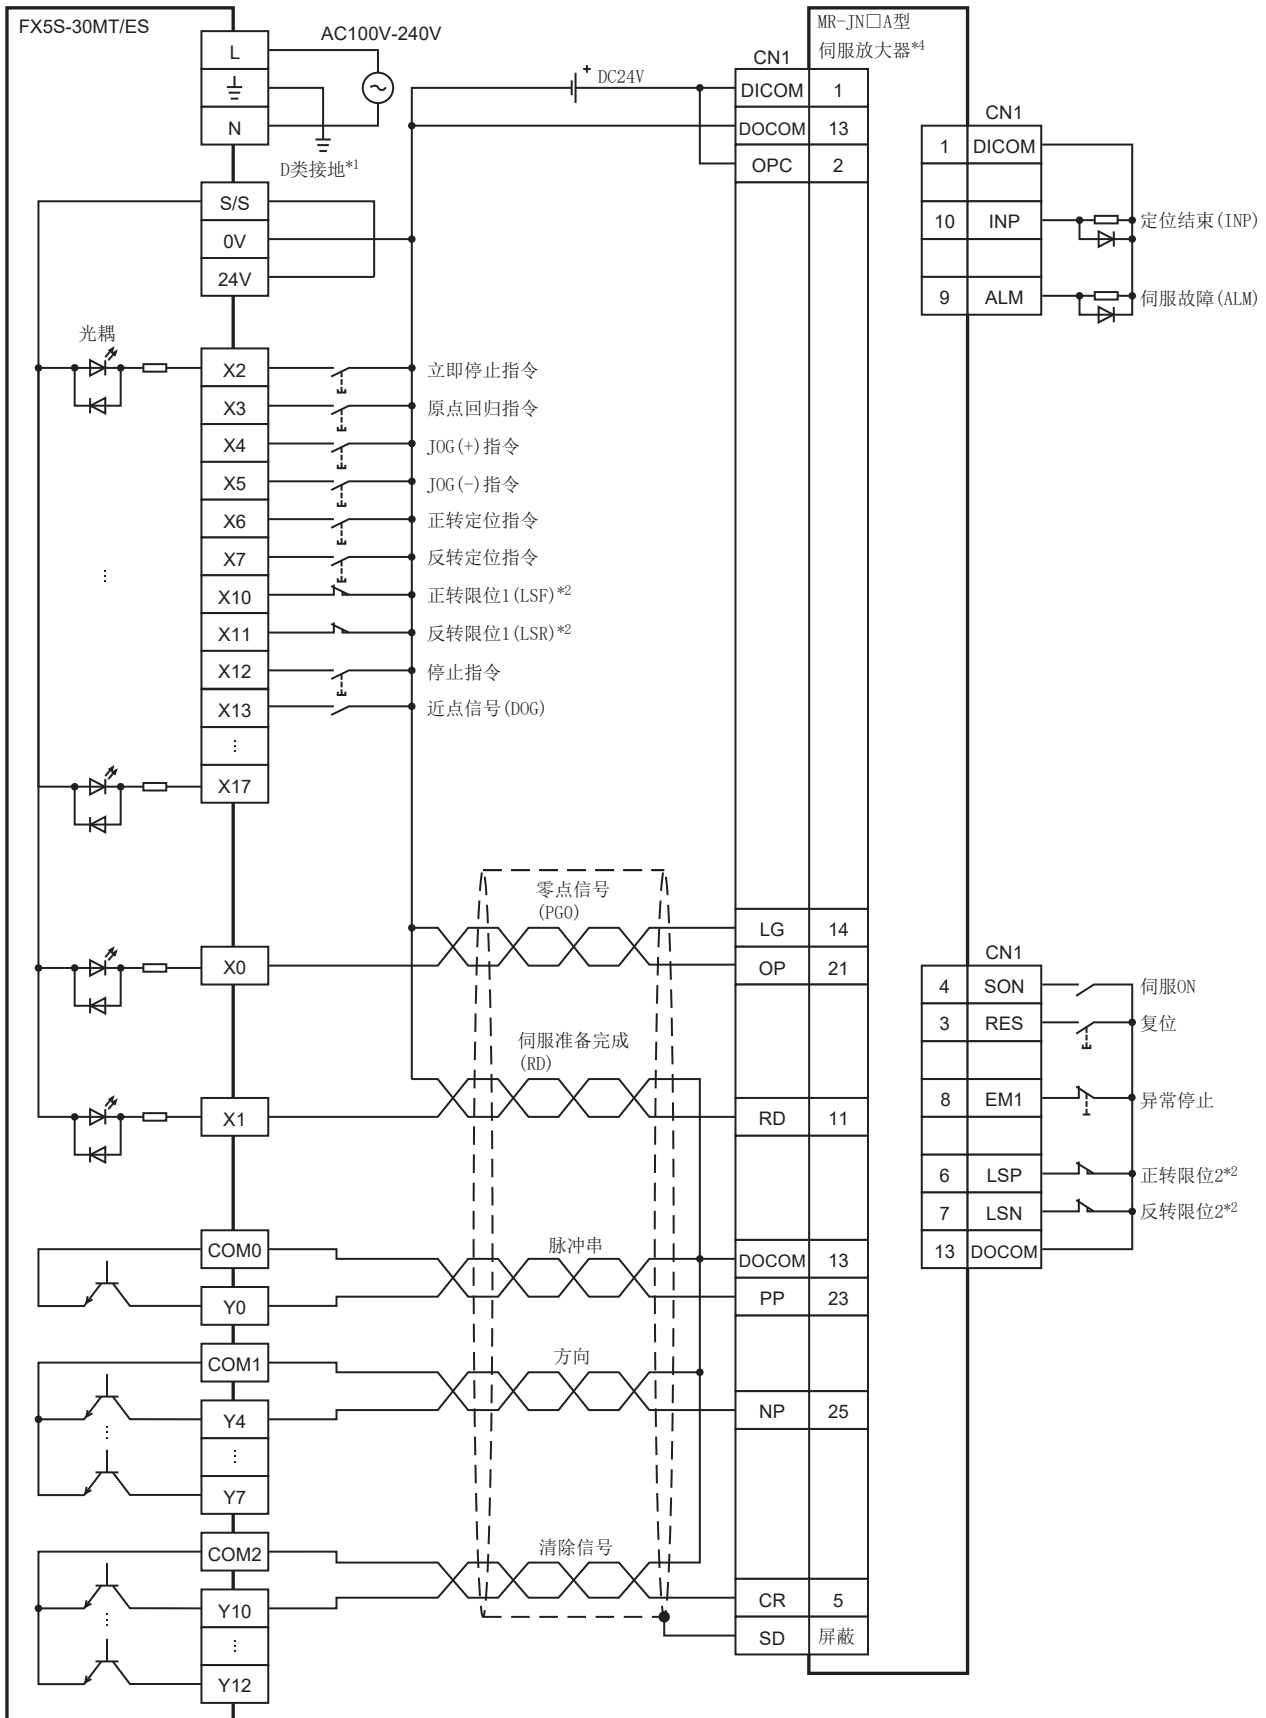 FX5S-30MT/ES
L
N
AC100V-240V
D类接地*1
S/S
0V
24V
光耦
X2
立即停止指令
X3
原点回归指令
X4
JOG(+)指令
X5
JOG(-)指令
X6
正转定位指令
X7
反转定位指令
⋮
X10
正转限位1(LSF)*2
X11
反转限位1(LSR)*2
X12
停止指令
X13
近点信号(DOG)
⋮
X17
X0
X1
COM0
Y0
COM1
Y4
⋮
⋮
Y7
COM2
Y10
⋮
⋮
Y12
+ DC24V
零点信号
(PGO)
伺服准备完成
(RD)
脉冲串
方向
清除信号
MR-JN□A型
伺服放大器*4
CN1
DICOM 1
DOCOM 13
OPC 2
LG 14
OP 21
RD 11
DOCOM 13
PP 23
NP 25
CR 5
SD 屏蔽
CN1
1 DICOM
10 INP 定位结束(INP)
9 ALM 伺服故障(ALM)
CN1
4 SON 伺服ON
3 RES 复位
8 EM1 异常停止
6 LSP 正转限位2*2
7 LSN 反转限位2*2
13 DOCOM